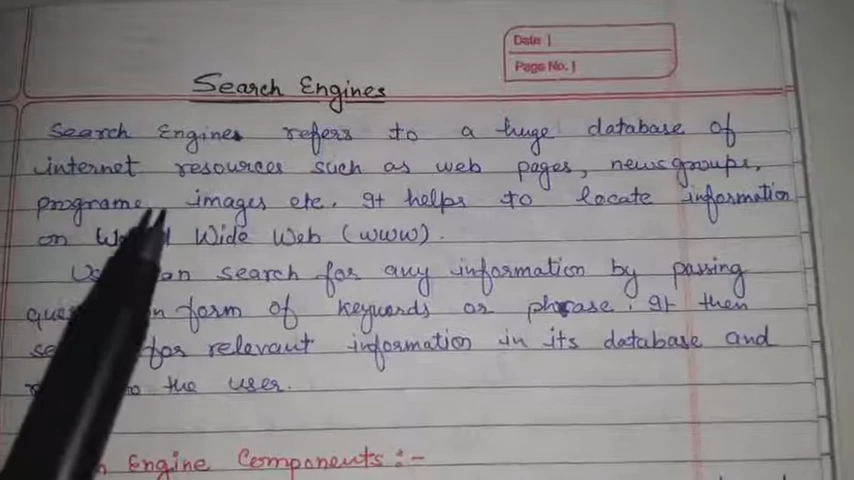 Date |
Page No. |
Search Engines
Search Engines refers to a huge database of
internet resources such as web pages, newsgroups,
programe images etc. It helps to locate information
on Wide Web (WWW).
search for any information by passing
form of keywords or phrase. It then
for relevant information in its database and
the user.
Engine Components :-